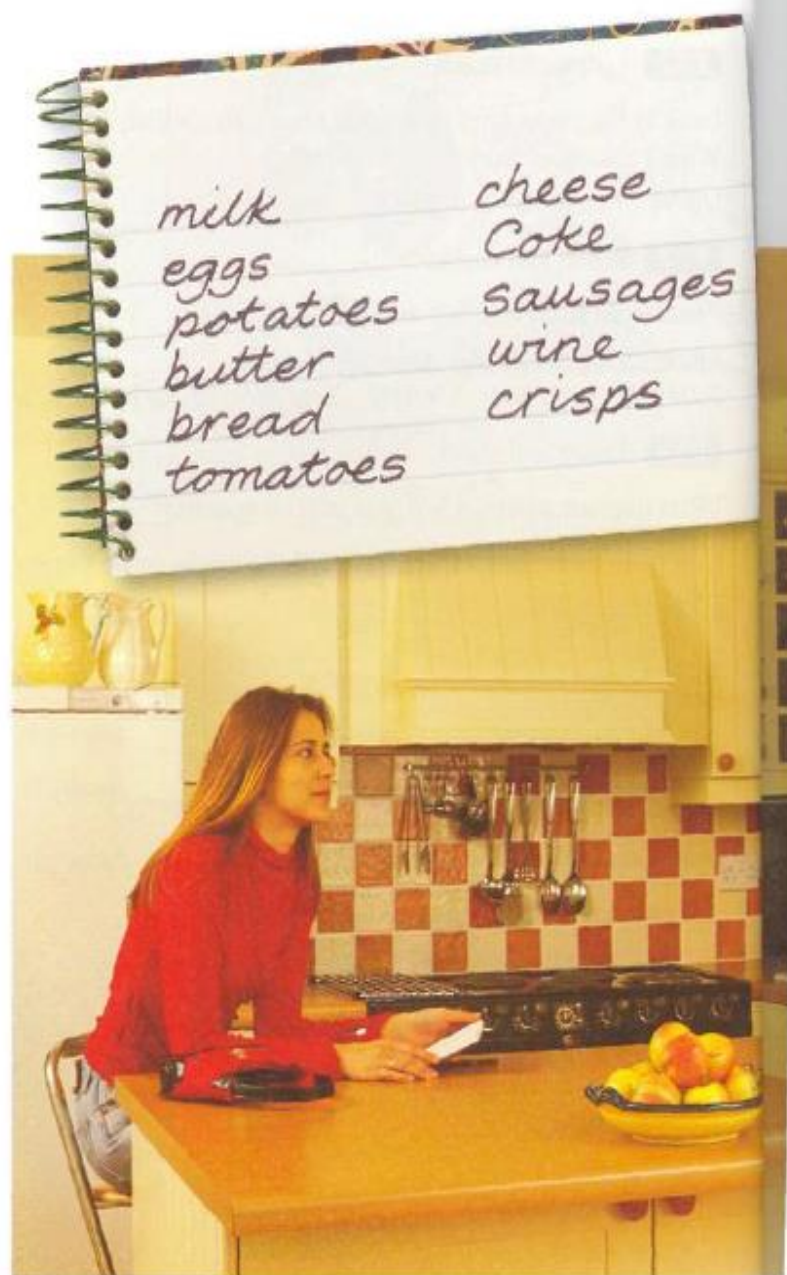 milk
eggs
potatoes
butter
bread
tomatoes
cheese
Coke
sausages
wine
crisps